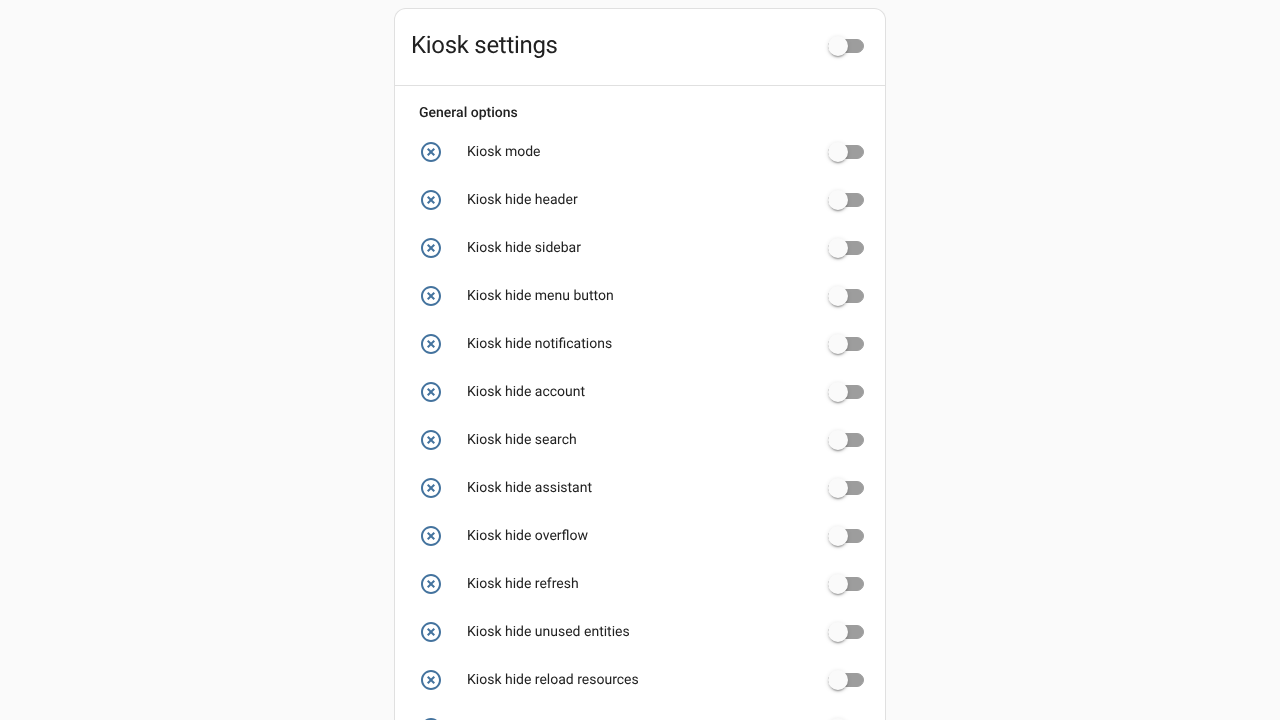 Kiosk settings
General options
Kiosk mode
Kiosk hide header
Kiosk hide sidebar
Kiosk hide menu button
Kiosk hide notifications
Kiosk hide account
Kiosk hide search
Kiosk hide assistant
Kiosk hide overflow
Kiosk hide refresh
Kiosk hide unused entities
Kiosk hide reload resources